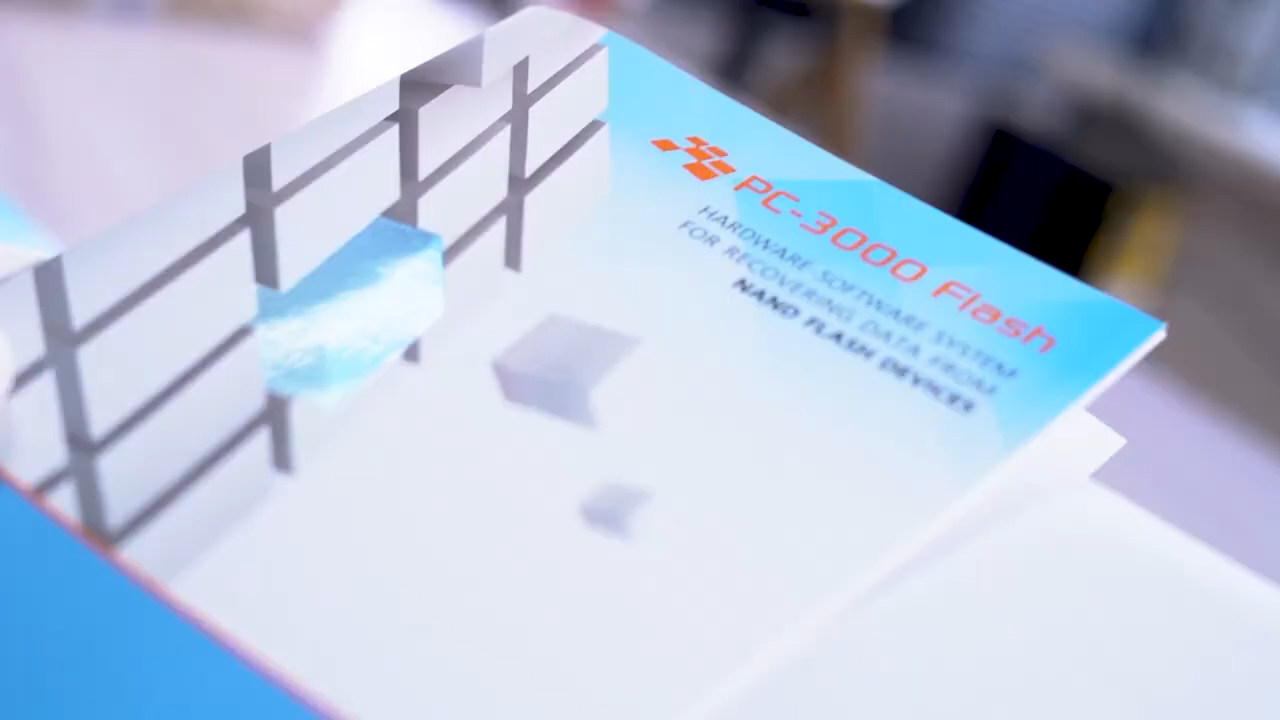 PC-3000 Flash
HARDWARE-SOFTWARE SYSTEM
FOR RECOVERING DATA FROM
NAND FLASH DEVICES